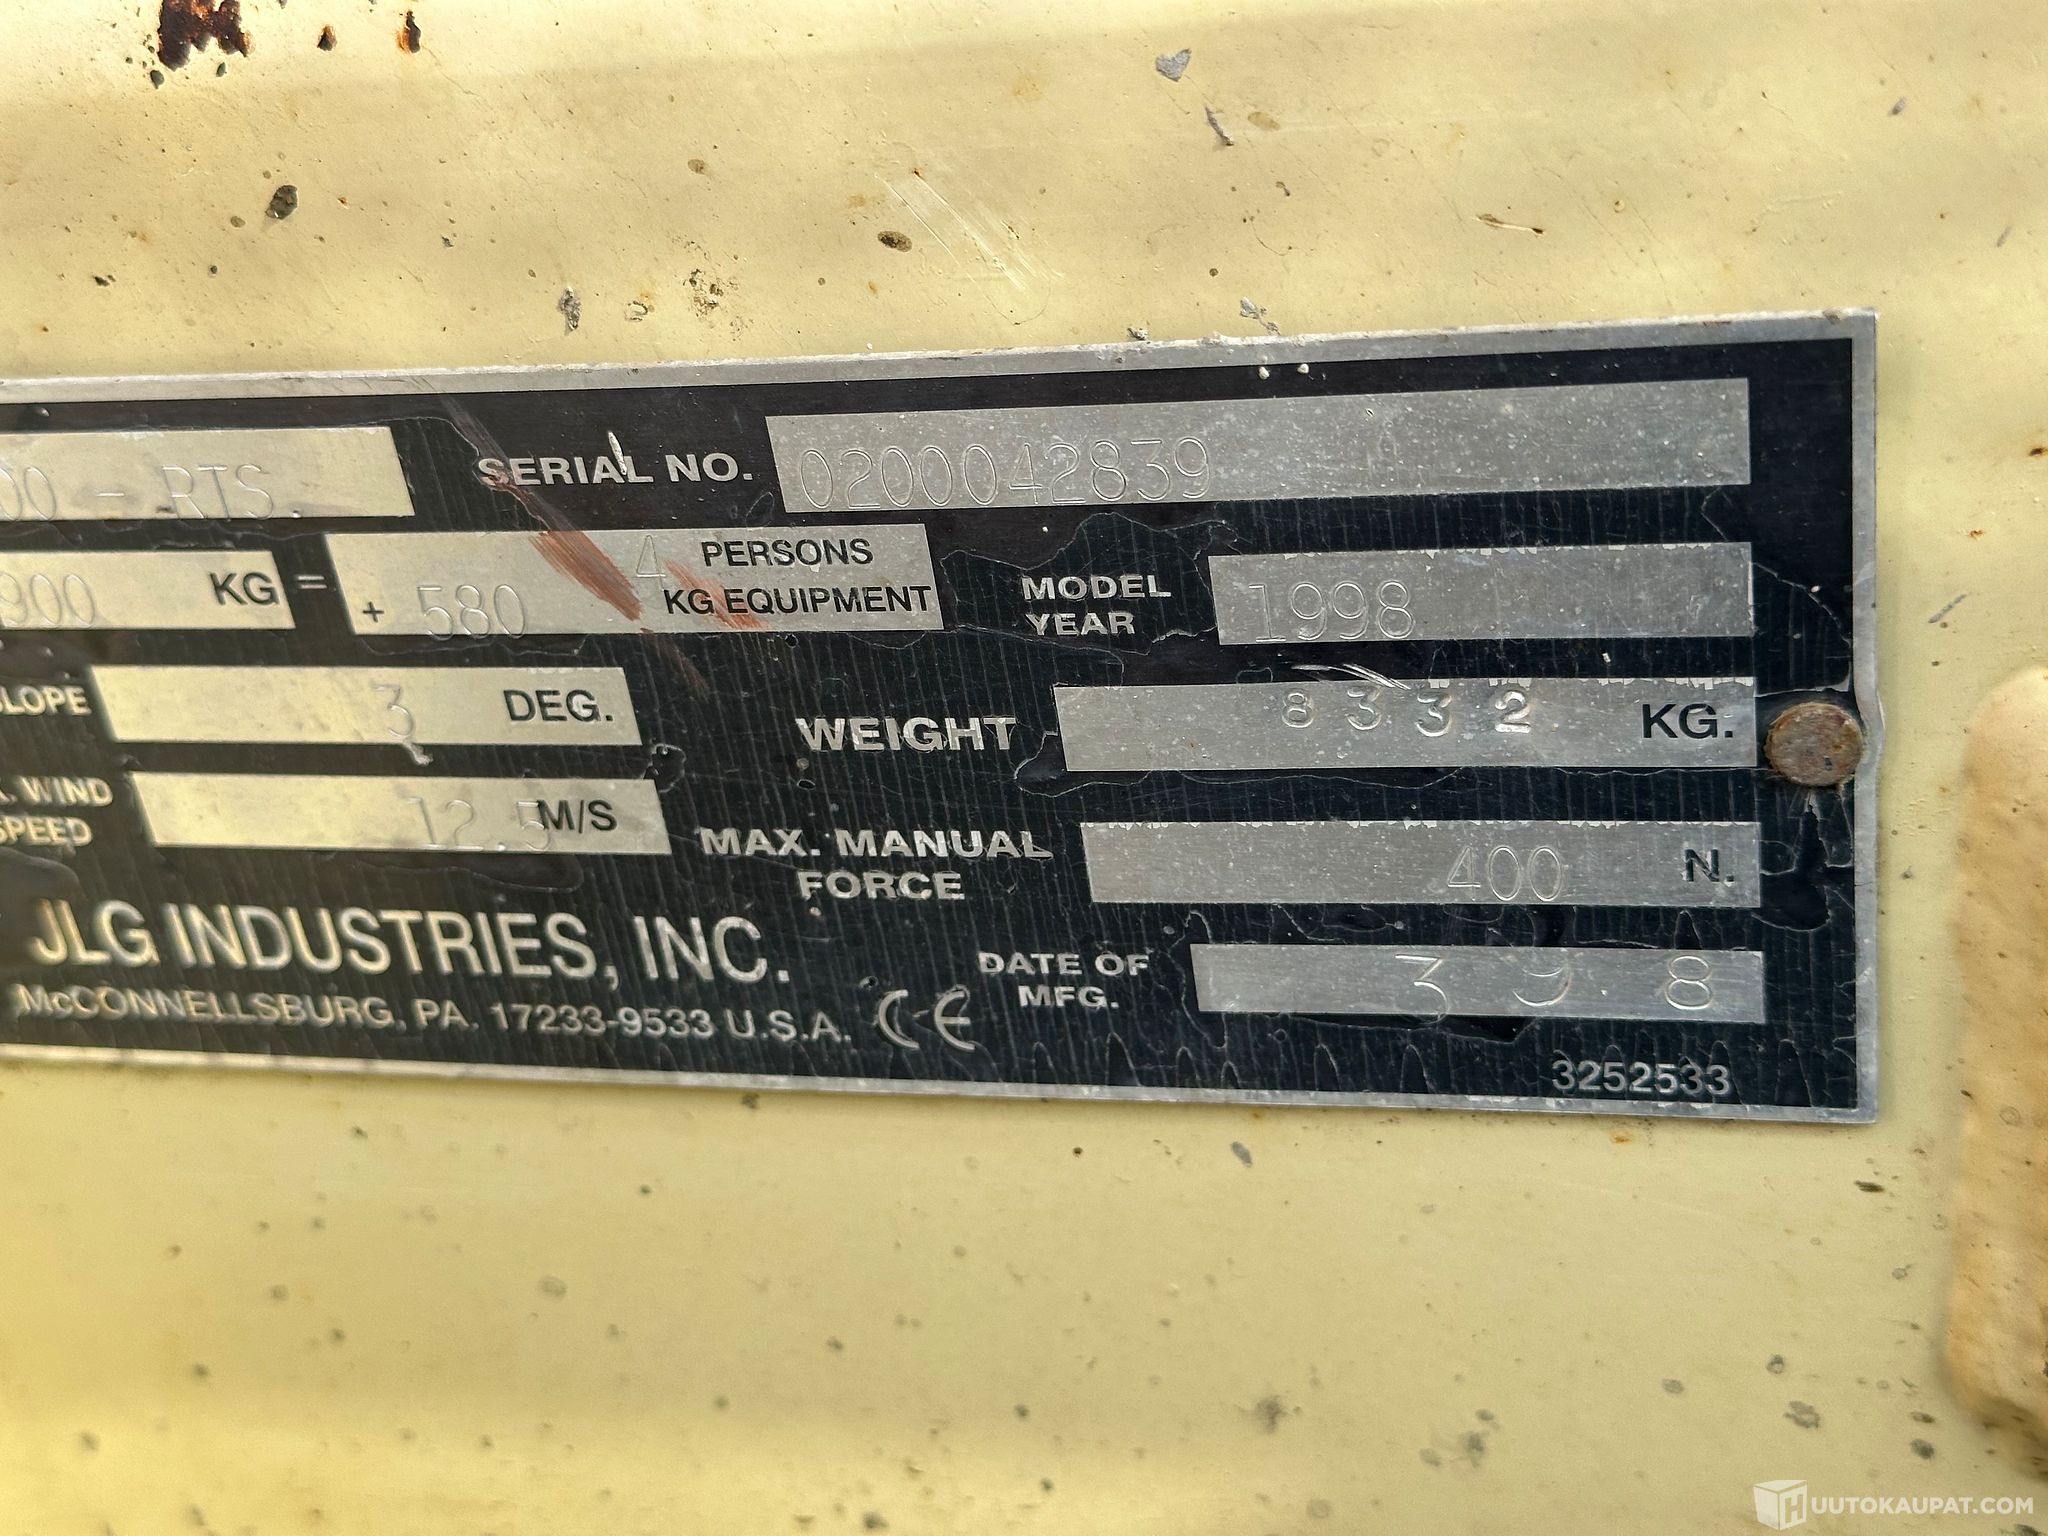 00 - RTS
SERIAL NO. 0200042839
900 KG = 4 PERSONS
+ 580 KG EQUIPMENT
MODEL YEAR 1998
SLOPE 3 DEG.
WEIGHT 8332 KG.
WIND SPEED 12.5 M/S
MAX. MANUAL FORCE 400 N.
JLG INDUSTRIES, INC.
McCONNELLSBURG, PA. 17233-9533 U.S.A. CE
DATE OF MFG. 3 9 8
3252533
HUUTOKAUPAT.COM